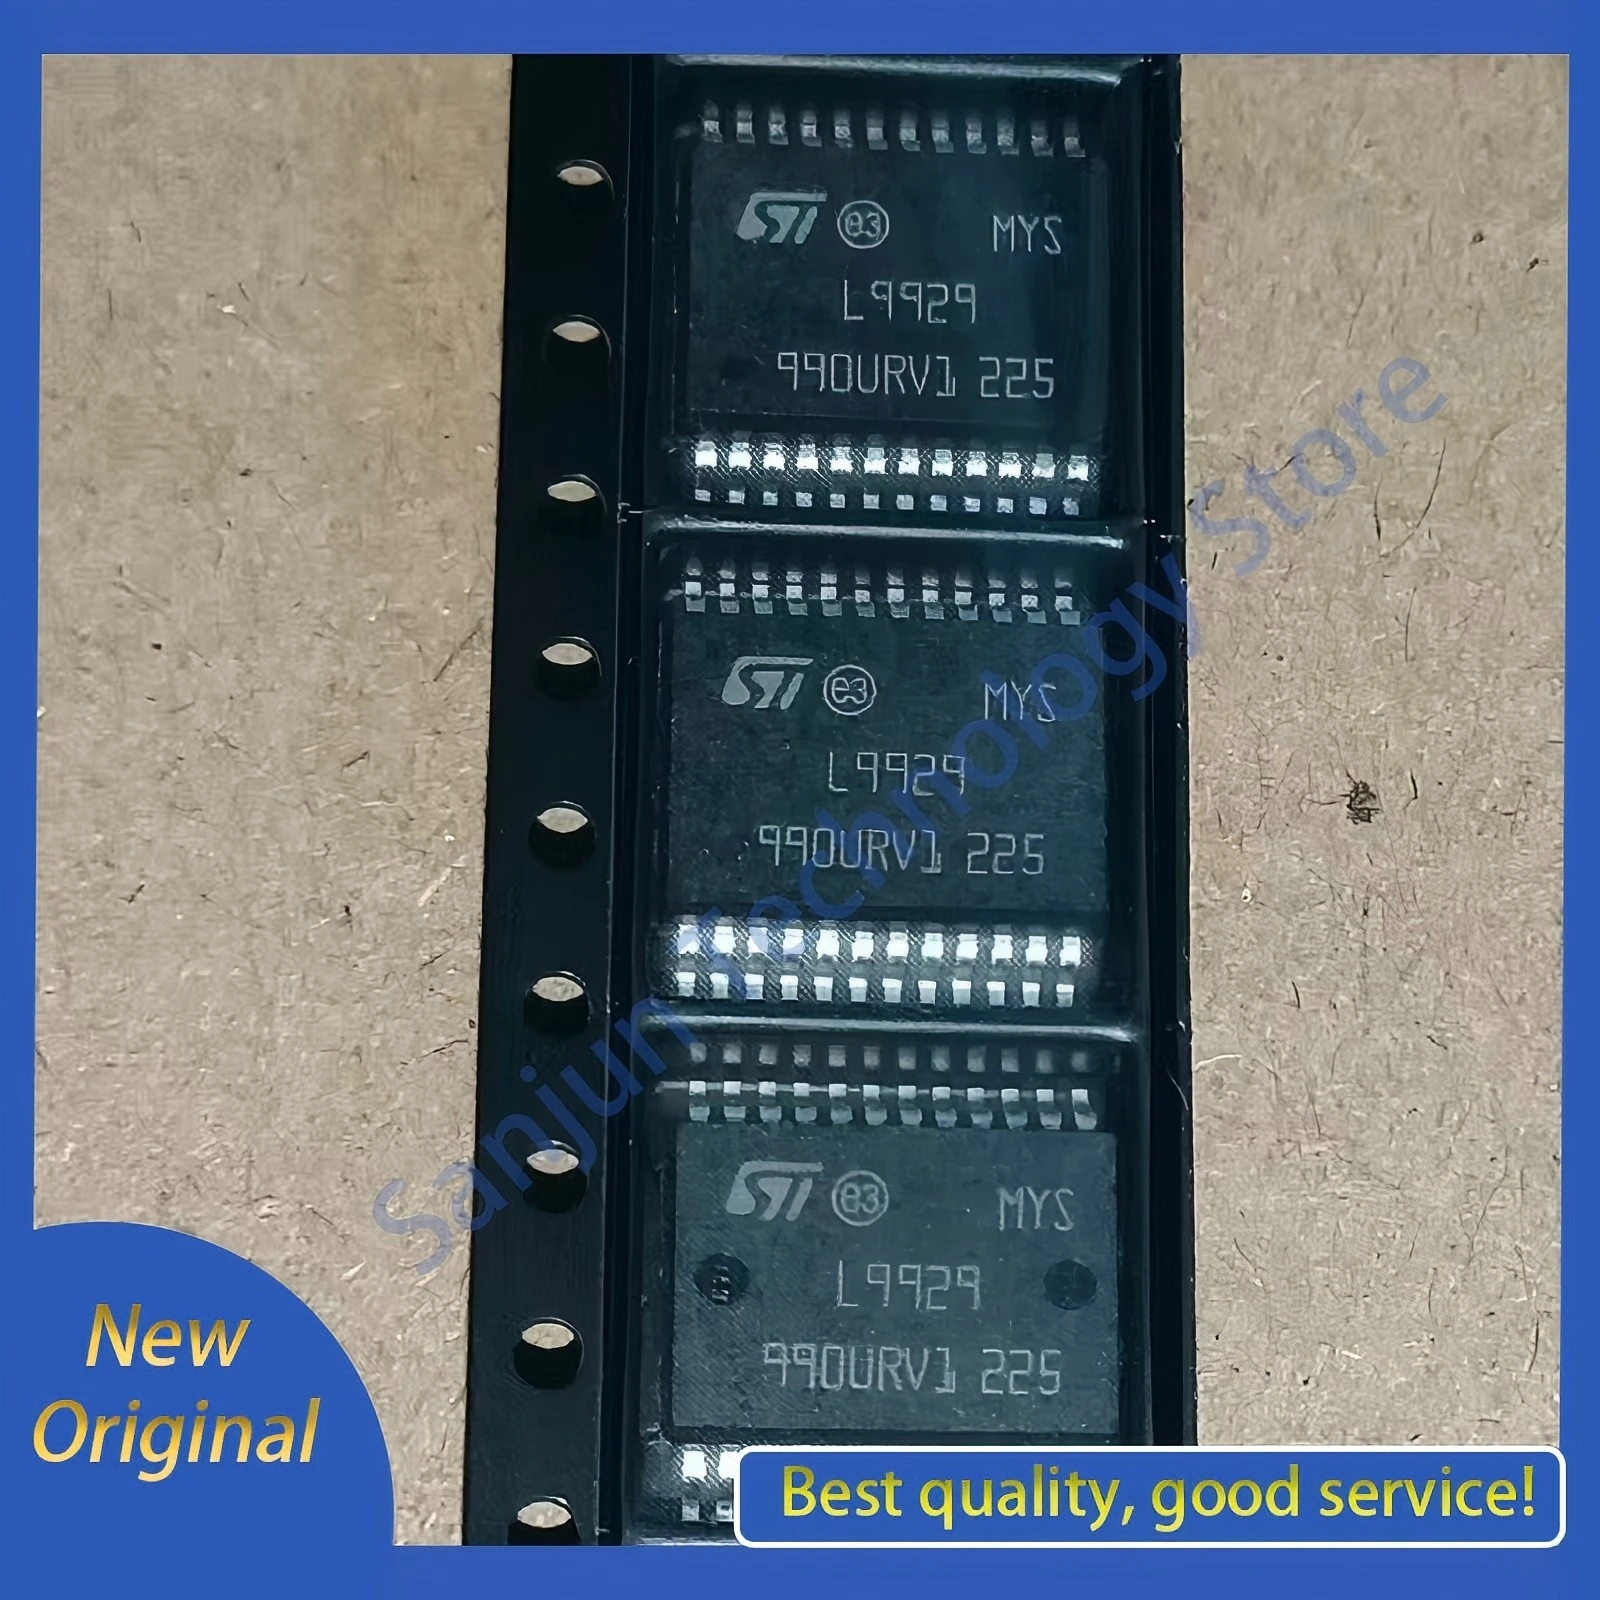 ST e3 MYS
L9929
990URV1 225
ST e3 MYS
L9929
990URV1 225
ST e3 MYS
L9929
990URV1 225
Sanjun Technology Store
New
Original
Best quality, good service!